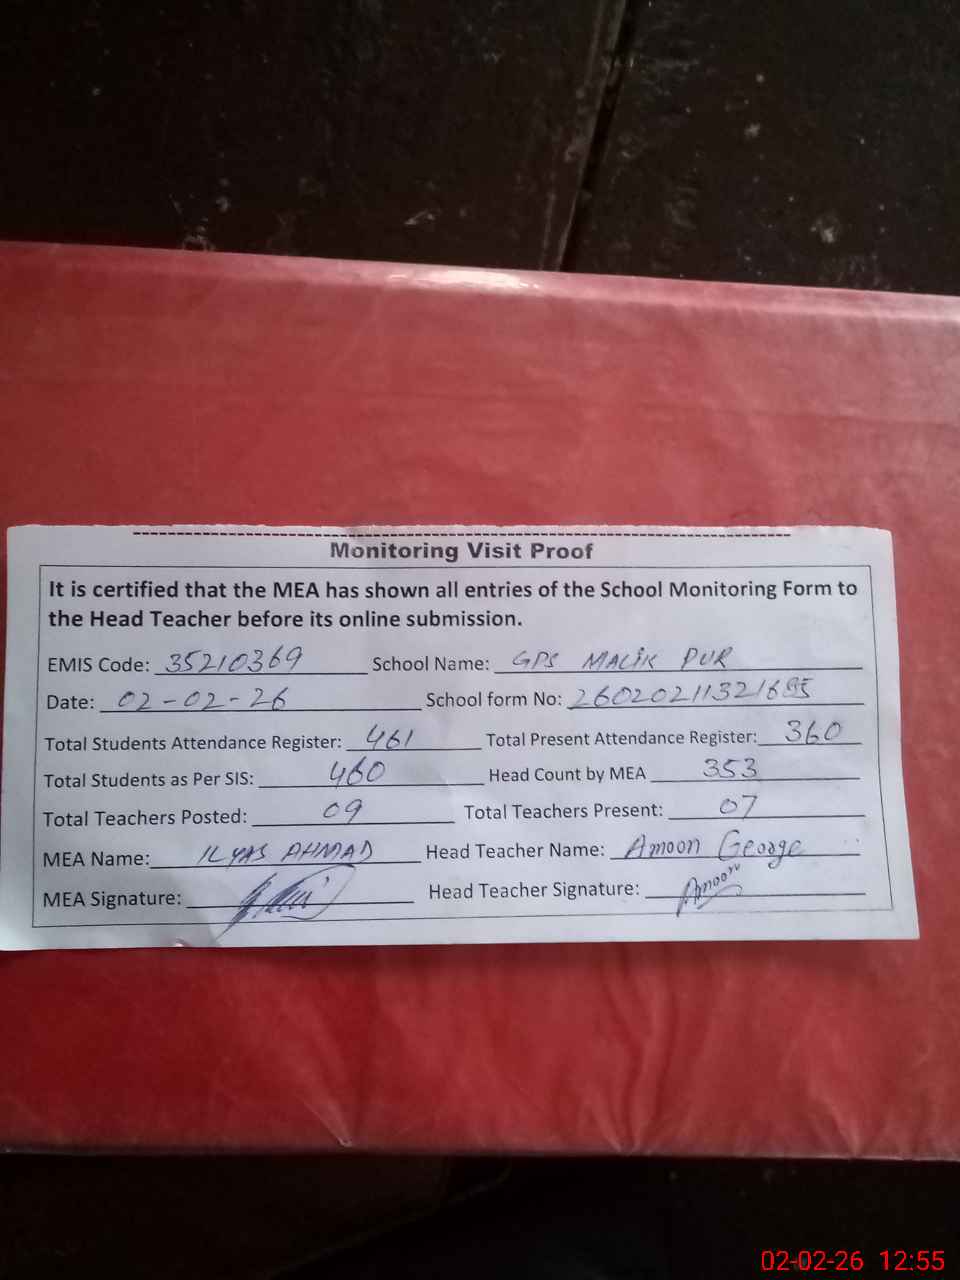 Monitoring Visit Proof
It is certified that the MEA has shown all entries of the School Monitoring Form to
the Head Teacher before its online submission.
EMIS Code: 35210369 School Name: GPS MALIK PUR
Date: 02-02-26 School form No:
Total Students Attendance Register: 461 Total Present Attendance Register: 360
Total Students as Per SIS: 460 Head Count by MEA 353
Total Teachers Posted: 09 Total Teachers Present: 07
MEA Name: ILYAS AHMAD Head Teacher Name: Amoon George
MEA Signature: Head Teacher Signature: Amoon
02-02-26 12:55